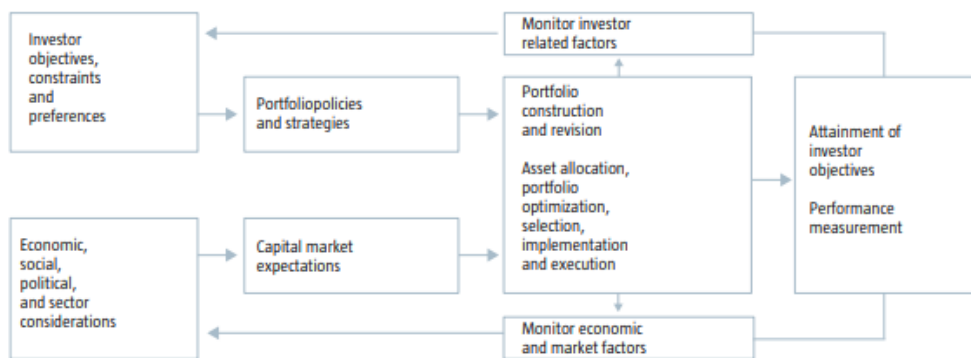 Investor
objectives,
constraints
and
preferences
Portfoliopolicies
and strategies
Monitor investor
related factors
Portfolio
construction
and revision
Asset allocation,
portfolio
optimization,
selection,
implementation
and execution
Attainment of
investor
objectives
Performance
measurement
Economic,
social,
political,
and sector
considerations
Capital market
expectations
Monitor economic
and market factors